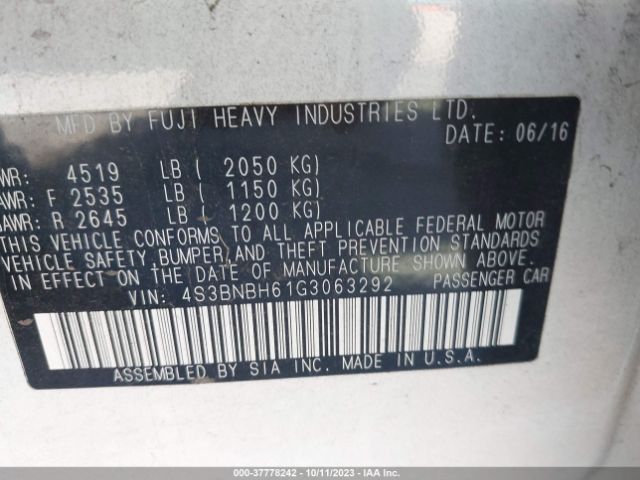 MFD BY FUJI HEAVY INDUSTRIES LTD.
DATE: 06/16
WR: 4519 LB ( 2050 KG)
AWR: F 2535 LB ( 1150 KG)
AWR: R 2645 LB ( 1200 KG)
THIS VEHICLE CONFORMS TO ALL APPLICABLE FEDERAL MOTOR
VEHICLE SAFETY, BUMPER, AND THEFT PREVENTION STANDARDS
IN EFFECT ON THE DATE OF MANUFACTURE SHOWN ABOVE.
VIN: 4S3BNBH61G3063292 PASSENGER CAR
ASSEMBLED BY SIA INC. MADE IN U.S.A.
000-37778242 - 10/11/2023 - IAA Inc.